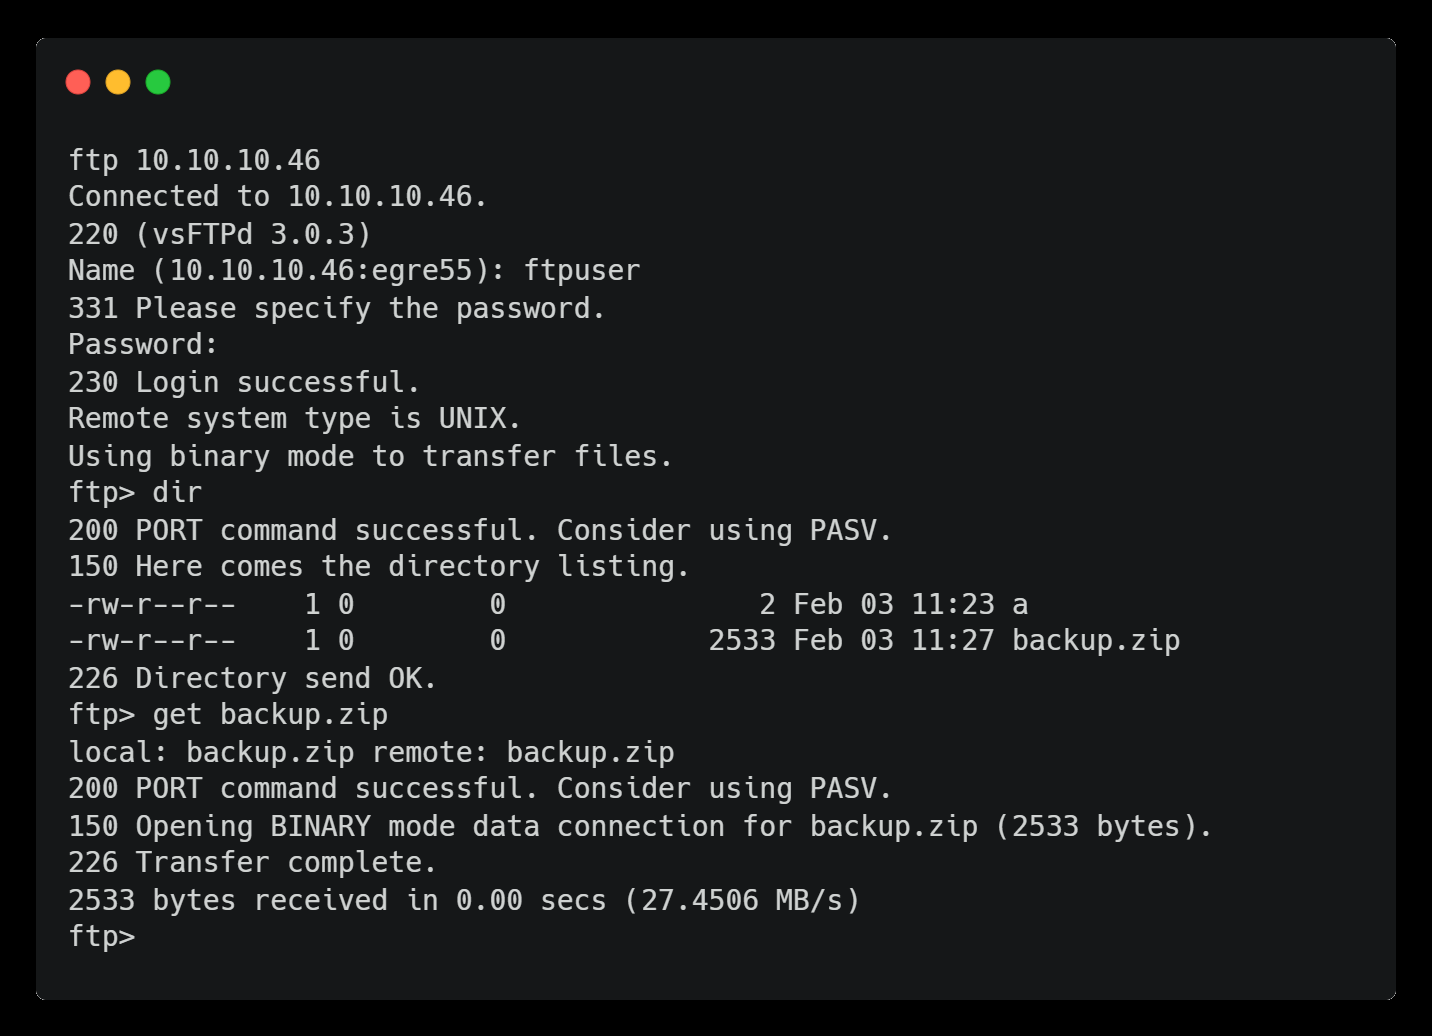 ftp 10.10.10.46
Connected to 10.10.10.46.
220 (vsFTPd 3.0.3)
Name (10.10.10.46:egre55): ftpuser
331 Please specify the password.
Password:
230 Login successful.
Remote system type is UNIX.
Using binary mode to transfer files.
ftp> dir
200 PORT command successful. Consider using PASV.
150 Here comes the directory listing.
-rw-r--r--    1 0        0               2 Feb 03 11:23 a
-rw-r--r--    1 0        0            2533 Feb 03 11:27 backup.zip
226 Directory send OK.
ftp> get backup.zip
local: backup.zip remote: backup.zip
200 PORT command successful. Consider using PASV.
150 Opening BINARY mode data connection for backup.zip (2533 bytes).
226 Transfer complete.
2533 bytes received in 0.00 secs (27.4506 MB/s)
ftp>